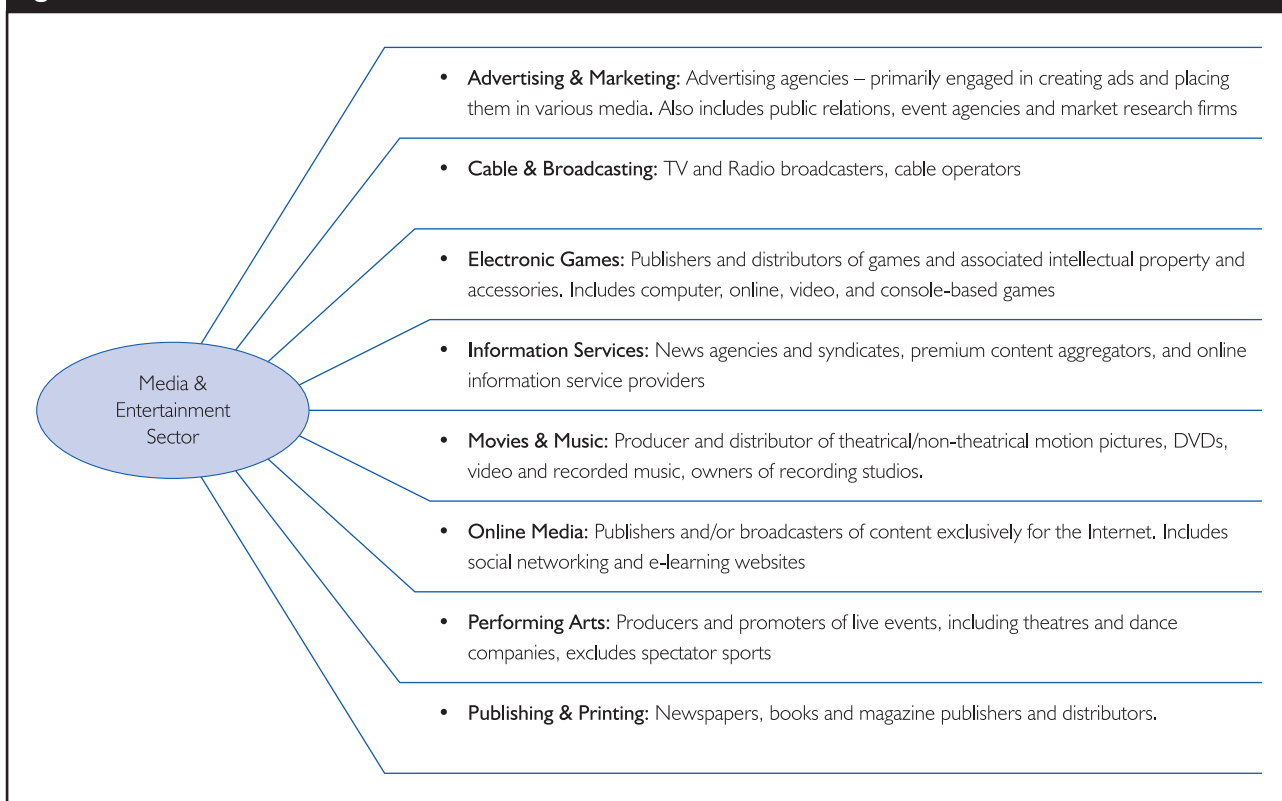 • Advertising & Marketing: Advertising agencies – primarily engaged in creating ads and placing
them in various media. Also includes public relations, event agencies and market research firms
• Cable & Broadcasting: TV and Radio broadcasters, cable operators
• Electronic Games: Publishers and distributors of games and associated intellectual property and
accessories. Includes computer, online, video, and console-based games
• Information Services: News agencies and syndicates, premium content aggregators, and online
information service providers
Media &
Entertainment
Sector
• Movies & Music: Producer and distributor of theatrical/non-theatrical motion pictures, DVDs,
video and recorded music, owners of recording studios.
• Online Media: Publishers and/or broadcasters of content exclusively for the Internet. Includes
social networking and e-learning websites
• Performing Arts: Producers and promoters of live events, including theatres and dance
companies, excludes spectator sports
• Publishing & Printing: Newspapers, books and magazine publishers and distributors.